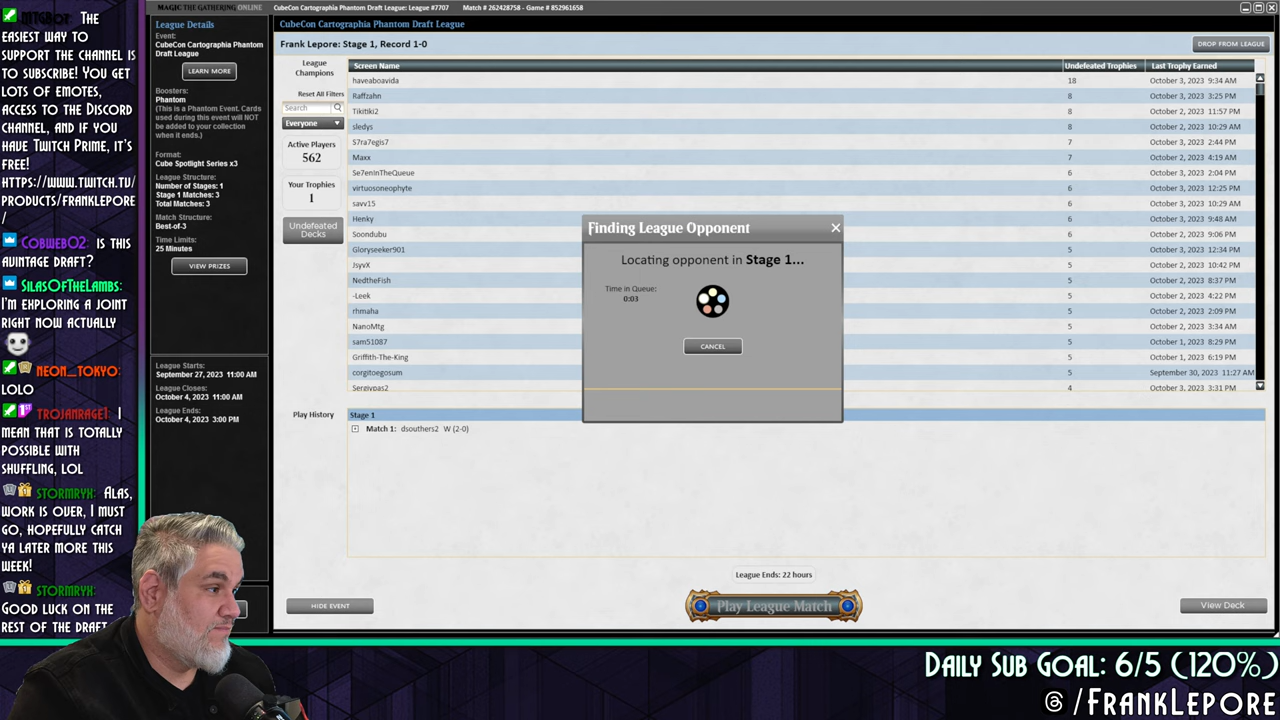 MTGBot: The
easiest way to
support the channel is
to subscribe! You get
lots of emotes,
access to the Discord
channel, and if you
have Twitch Prime, it's
free!
https://www.twitch.tv/
products/franklepore
/
Cobweb02: Is this
avintage draft?
SilasOfTheLambs:
I'm exploring a joint
right now actually
neon_tokyo:
LOLO
trojanrage1: I
mean that is totally
possible with
shuffling, lol
stormryk: Alas,
work is over, I must
go, hopefully catch
ya later more this
week!
stormryk:
Good luck on the
rest of the draft
MAGIC THE GATHERING ONLINE
CubeCon Cartographia Phantom Draft League: League #7707
Match # 262428758 - Game # 852961658
League Details
Event:
CubeCon Cartographia Phantom
Draft League
LEARN MORE
Boosters:
Phantom
(This is a Phantom Event. Cards
used during this event will NOT
be added to your collection
when it ends.)
Format:
Cube Spotlight Series x3
League Structure:
Number of Stages: 1
Stage 1 Matches: 3
Total Matches: 3
Match Structure:
Best-of-3
Time Limits:
25 Minutes
VIEW PRIZES
League Starts:
September 27, 2023 11:00 AM
League Closes:
October 4, 2023 11:00 AM
League Ends:
October 4, 2023 3:00 PM
CubeCon Cartographia Phantom Draft League
Frank Lepore: Stage 1, Record 1-0
DROP FROM LEAGUE
League
Champions
Reset All Filters
Search
Everyone
Active Players
562
Your Trophies
1
Undefeated
Decks
Screen Name Undefeated Trophies Last Trophy Earned
haveaboavida 18 October 3, 2023 9:34 AM
Raffzahn 8 October 3, 2023 3:25 PM
Tikitiki2 8 October 2, 2023 11:57 PM
sledys 8 October 2, 2023 10:29 AM
S7ra7egis7 7 October 3, 2023 2:44 PM
Maxx 7 October 2, 2023 4:19 AM
Se7enInTheQueue 6 October 3, 2023 2:04 PM
virtuosoneophyte 6 October 3, 2023 12:25 PM
savv15 6 October 3, 2023 10:29 AM
Henky 6 October 3, 2023 9:48 AM
Soondubu 6 October 2, 2023 9:06 PM
Gloryseeker901 5 October 3, 2023 12:34 PM
JsyvX 5 October 2, 2023 10:42 PM
NedtheFish 5 October 2, 2023 8:37 PM
-Leek 5 October 2, 2023 4:22 PM
rhmaha 5 October 2, 2023 2:09 PM
NanoMtg 5 October 2, 2023 3:34 AM
sam51087 5 October 1, 2023 8:29 PM
Griffith-The-King 5 October 1, 2023 6:19 PM
corgitoegosum 5 September 30, 2023 11:27 AM
Sergivpas2 4 October 3, 2023 3:31 PM
Finding League Opponent
Locating opponent in Stage 1...
Time in Queue:
0:03
CANCEL
Play History
Stage 1
Match 1: dsouthers2 W (2-0)
League Ends: 22 hours
HIDE EVENT
Play League Match
View Deck
Daily Sub Goal: 6/5 (120%)
/FrankLepore